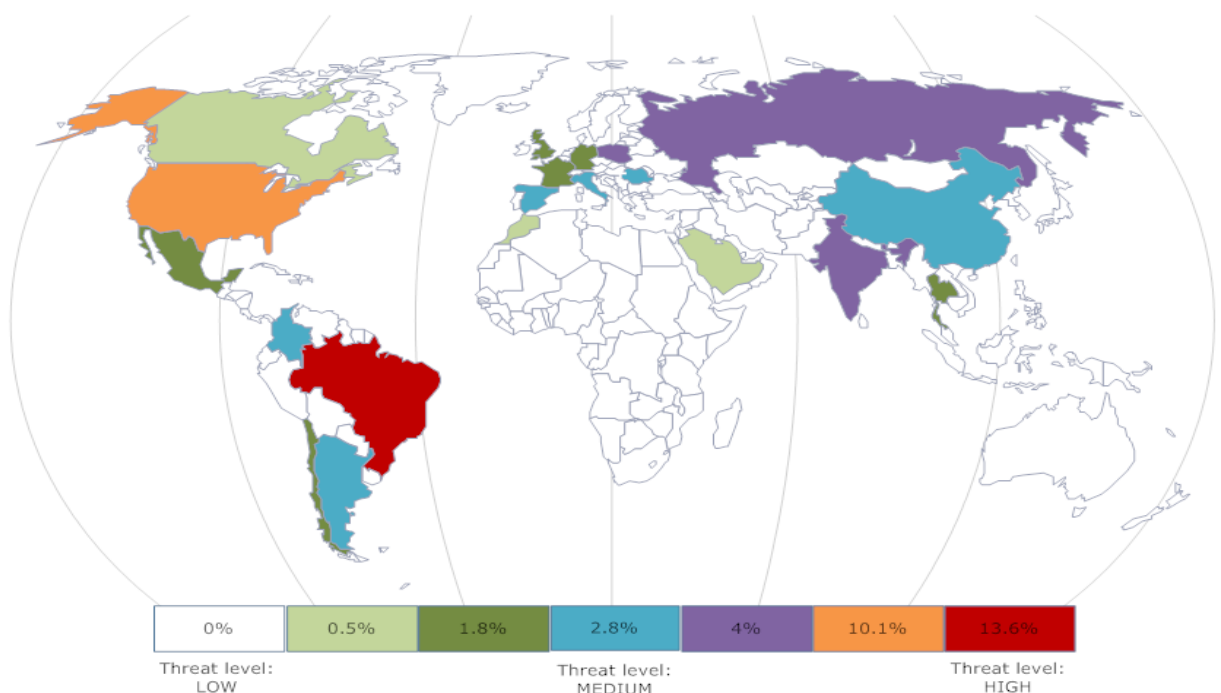 0%
0.5%
1.8%
2.8%
4%
10.1%
13.6%
Threat level:
LOW
Threat level:
MEDIUM
Threat level:
HIGH